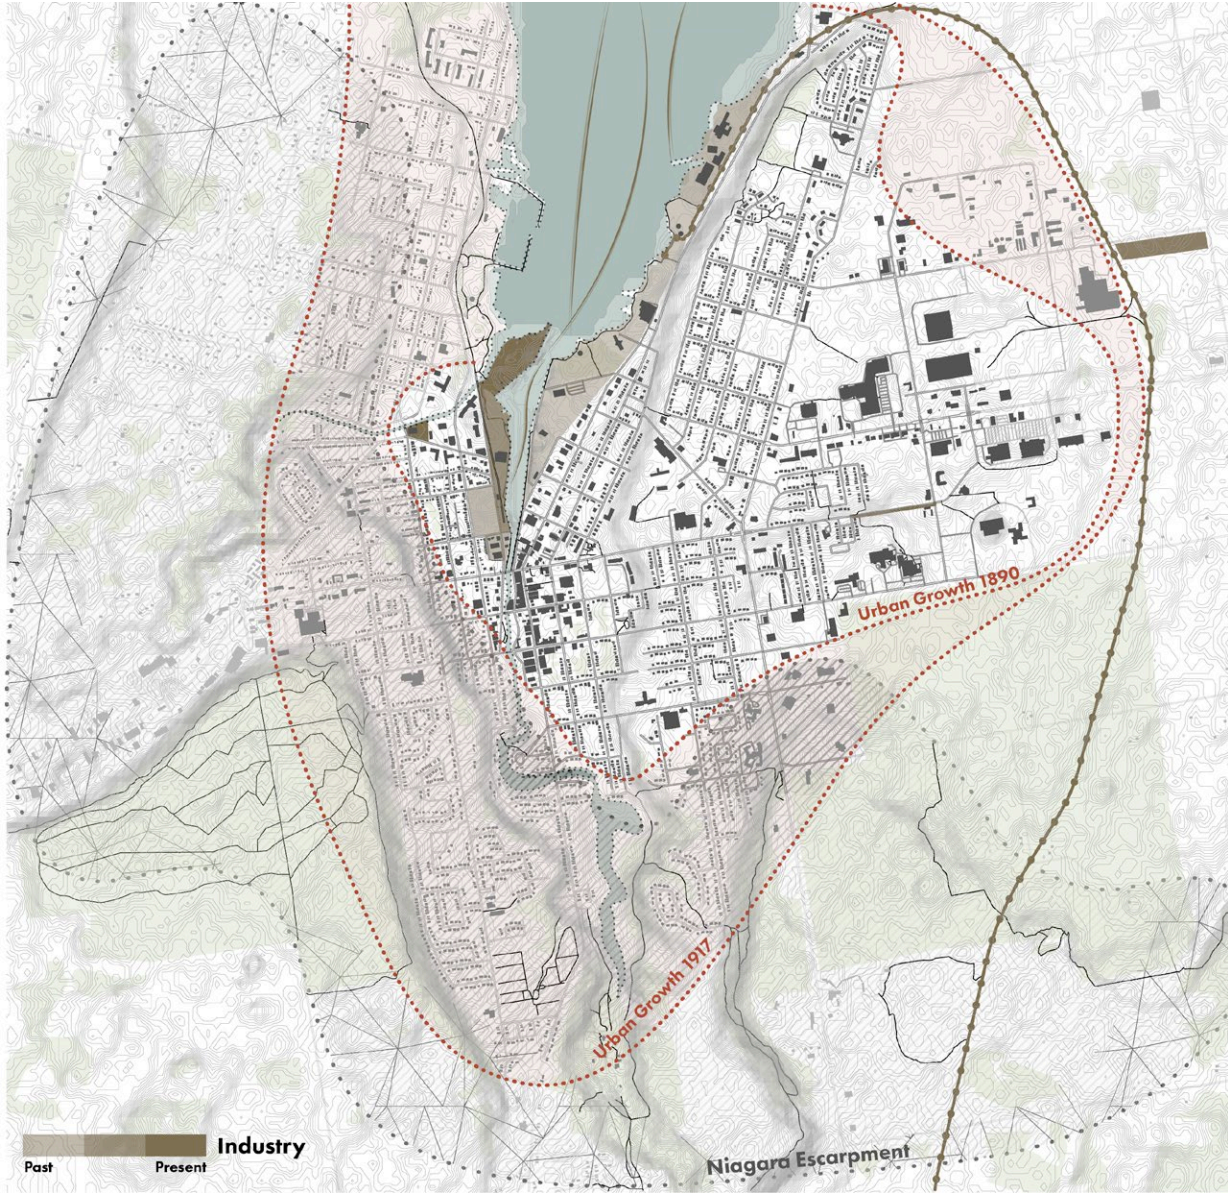 Urban Growth 1890
Urban Growth 1917
Industry
Past
Present
Niagara Escarpment